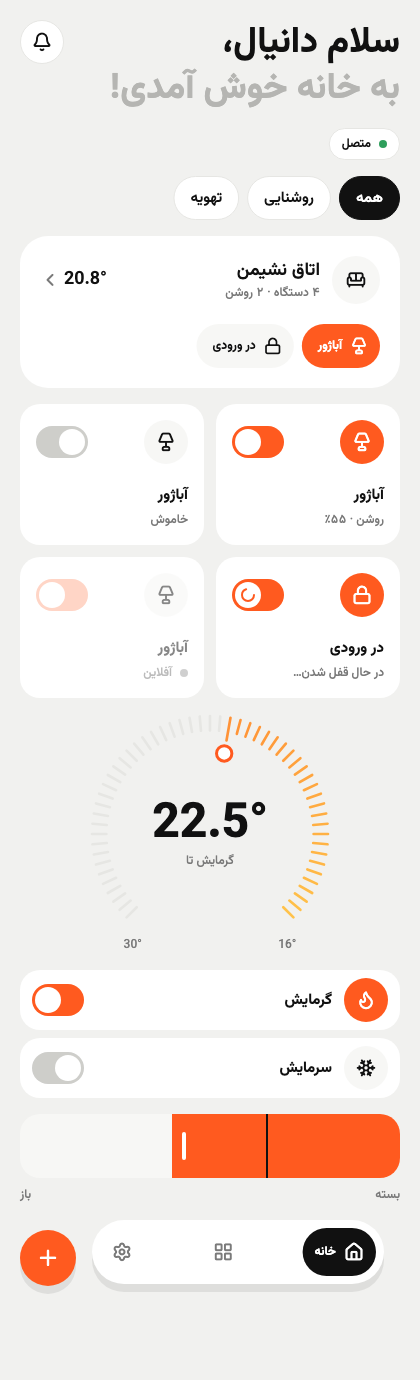 سلام دانیال،
به خانه خوش آمدی!
متصل
همه
روشنایی
تهویه
اتاق نشیمن
۴ دستگاه · ۲ روشن
20.8°
آباژور
در ورودی
آباژور
روشن · ۵۵٪
آباژور
خاموش
در ورودی
در حال قفل شدن…
آباژور
آفلاین
22.5°
گرمایش تا
16°
30°
گرمایش
سرمایش
بسته
باز
خانه